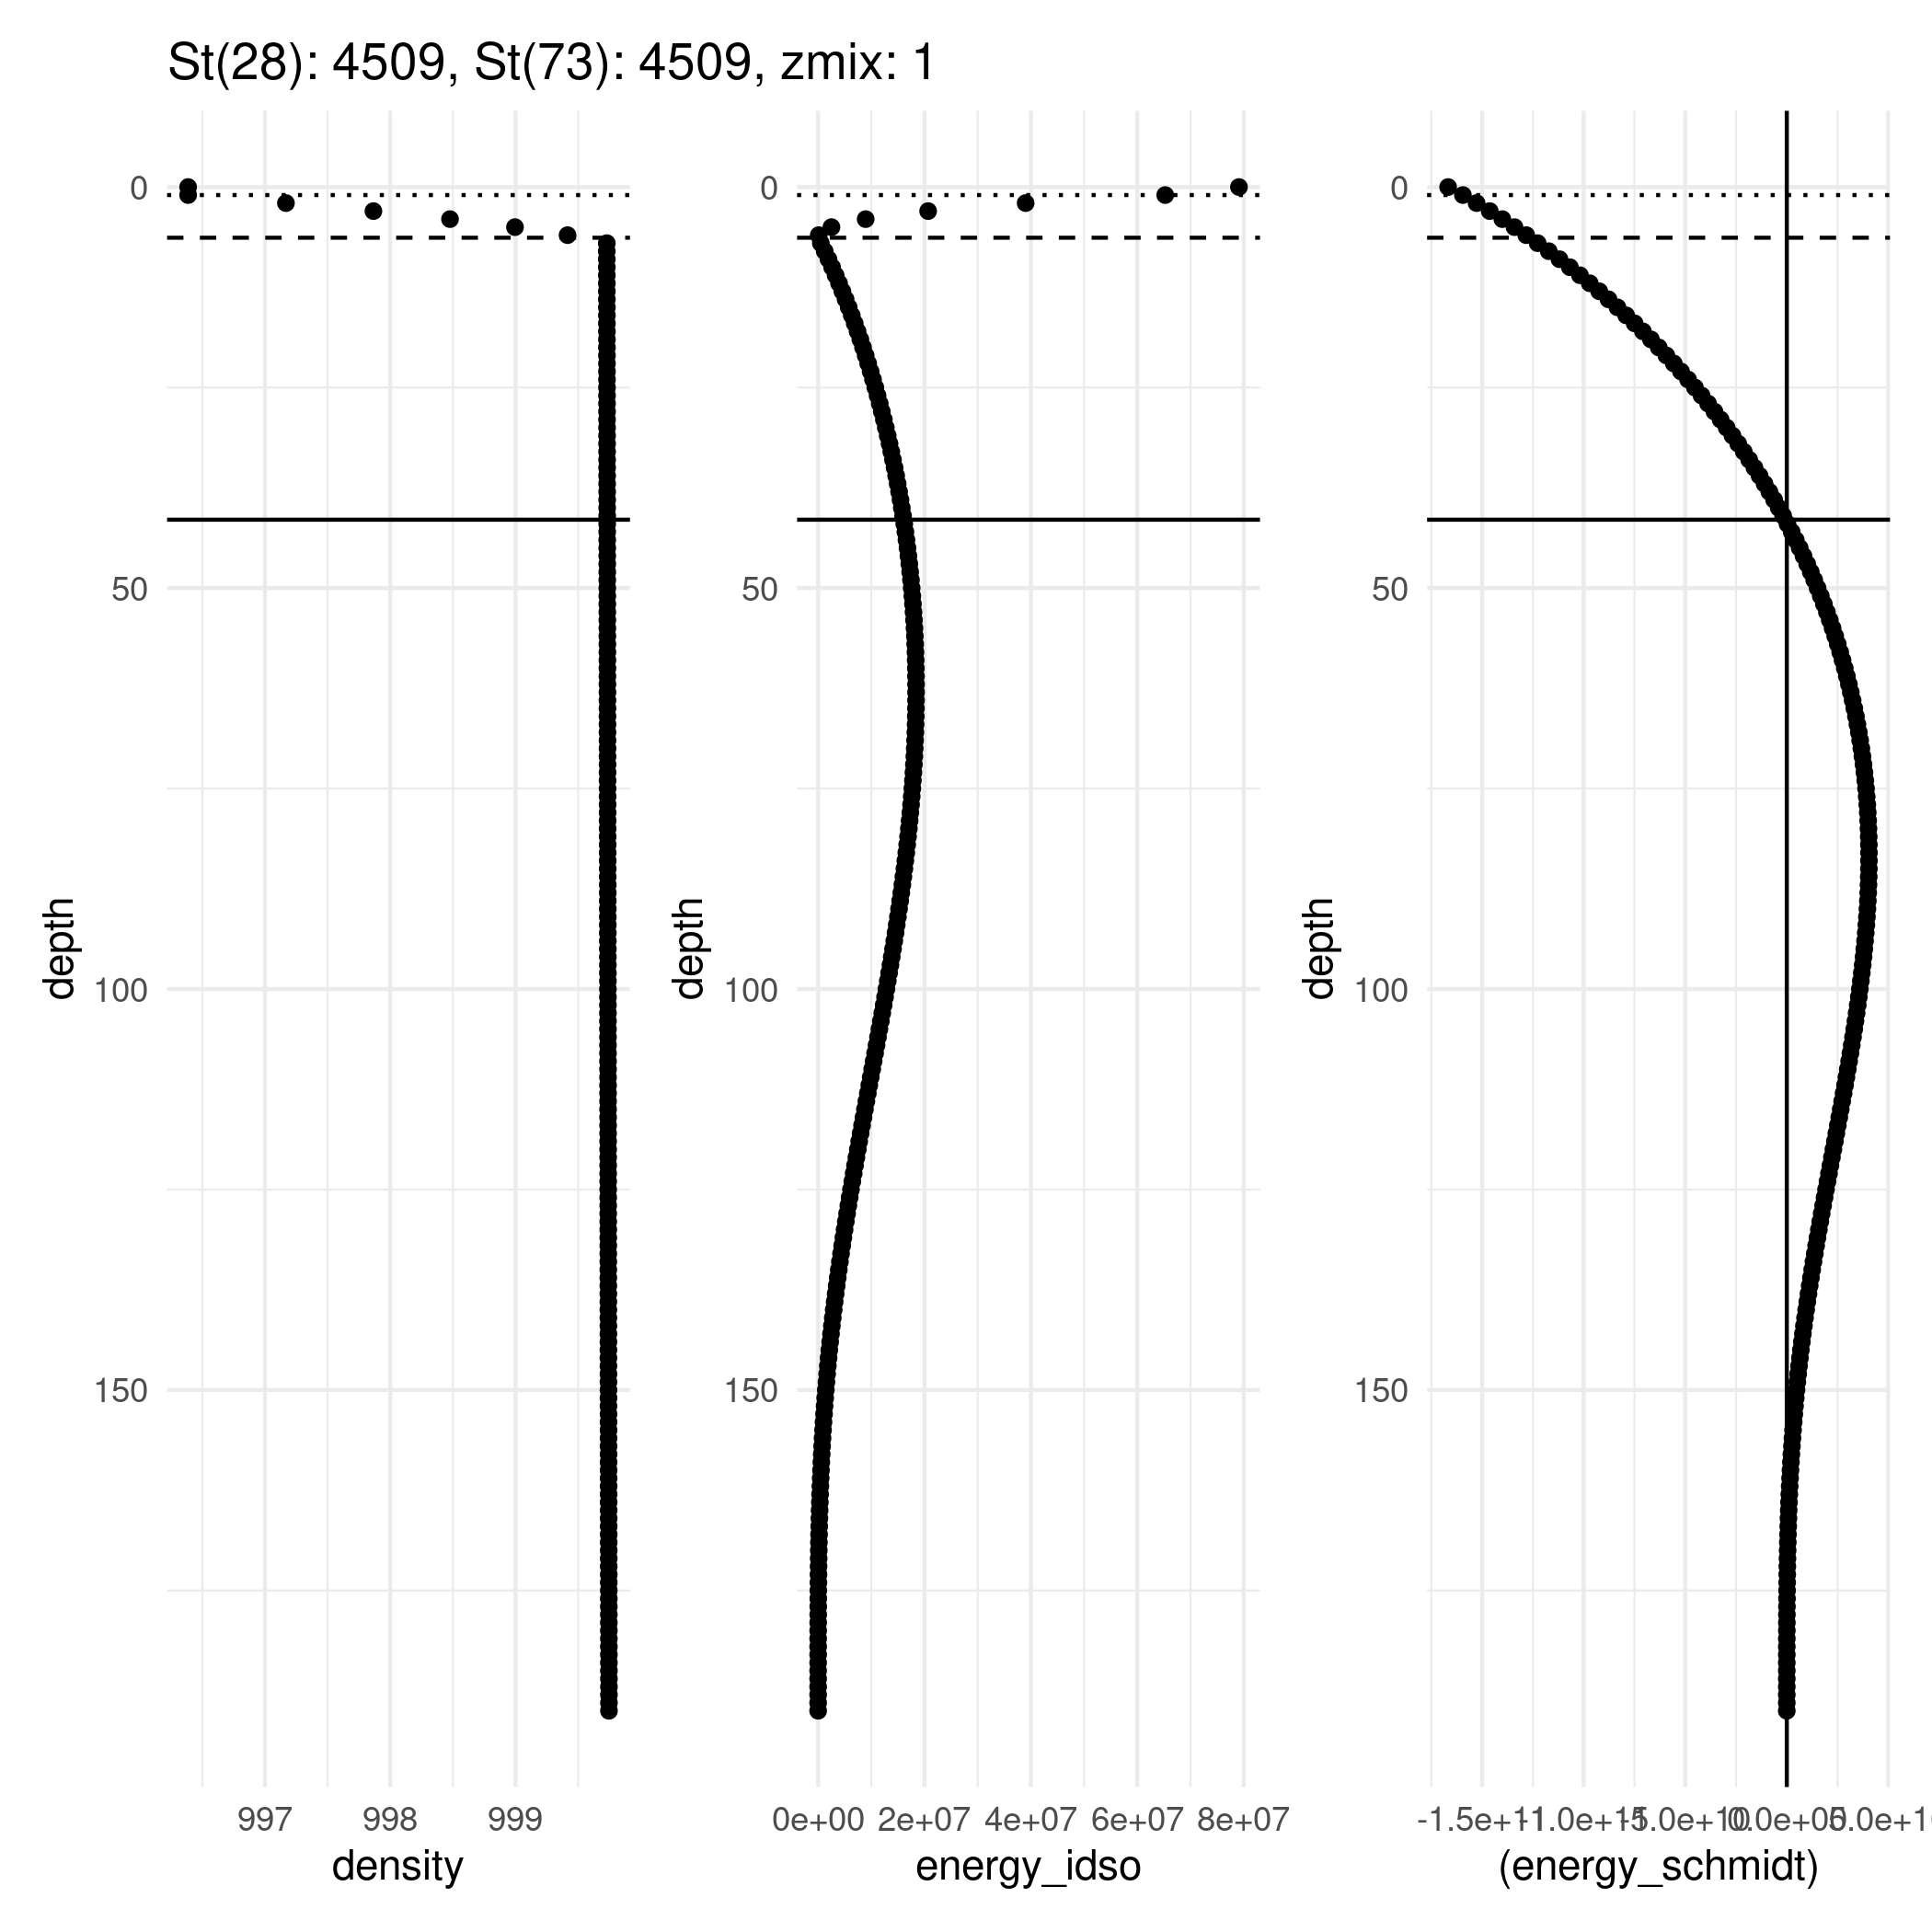 St(28): 4509, St(73): 4509, zmix: 1
0
50
100
150
depth
997 998 999
density
0
50
100
150
depth
0e+00 2e+07 4e+07 6e+07 8e+07
energy_idso
0
50
100
150
depth
(energy_schmidt)